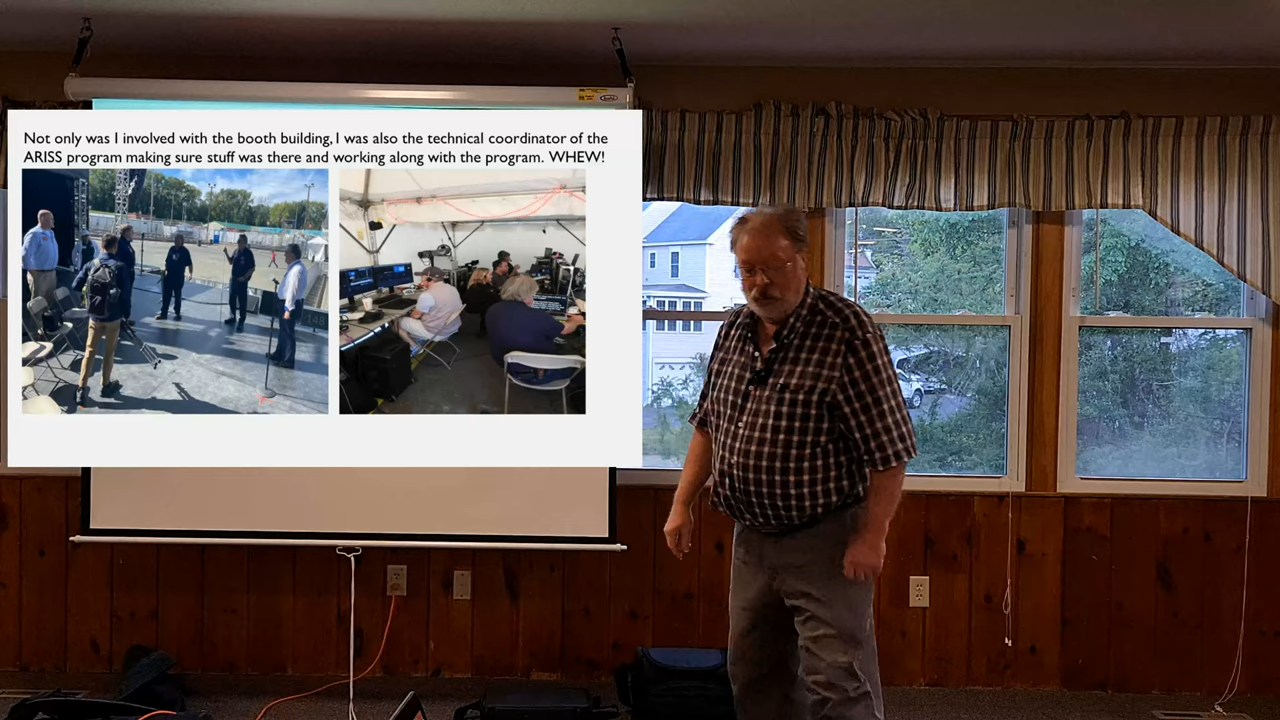 Not only was I involved with the booth building, I was also the technical coordinator of the
ARISS program making sure stuff was there and working along with the program. WHEW!